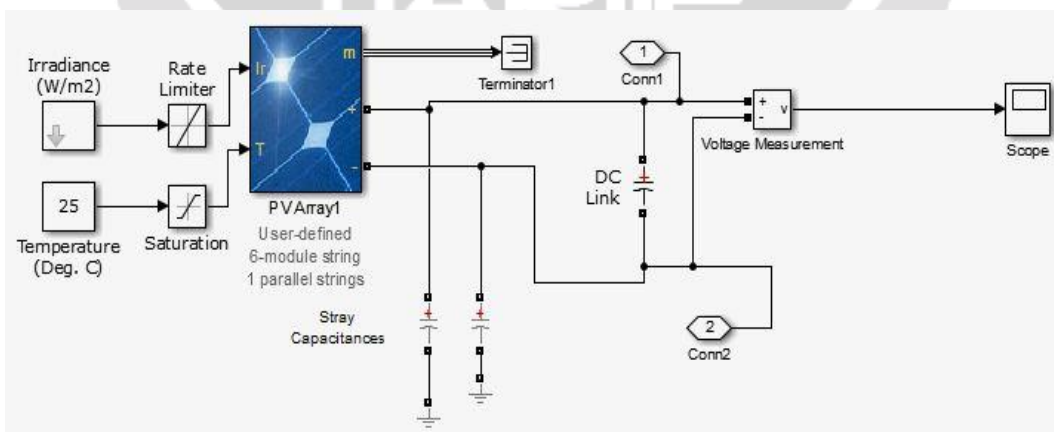 Irradiance
(W/m2)
Rate
Limiter
Ir
T
m
+
-
Terminator1
1
Conn1
+
-
v
Voltage Measurement
Scope
25
Temperature
(Deg. C)
Saturation
PVArray1
User-defined
6-module string
1 parallel strings
DC
Link
+
Stray
Capacitances
+
+
2
Conn2